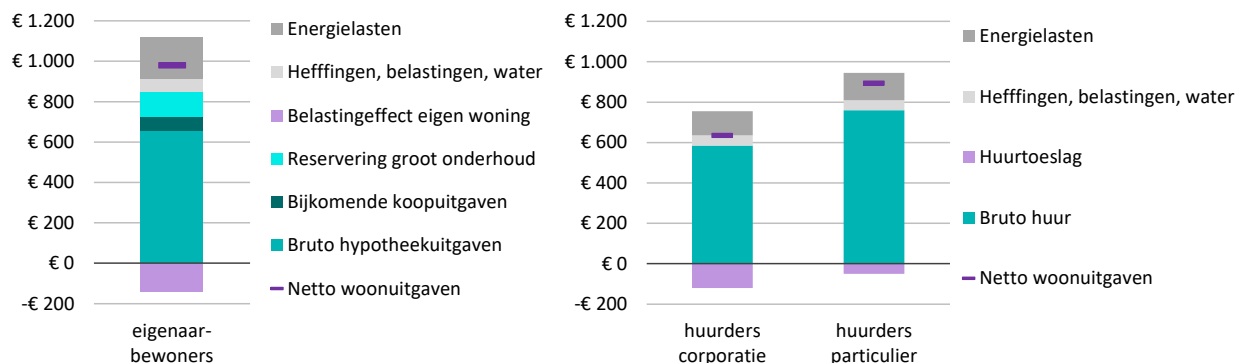 € 1.200
€ 1.000
€ 800
€ 600
€ 400
€ 200
€ 0
-€ 200
eigenaar-
bewoners
Energielasten
Hefffingen, belastingen, water
Belastingeffect eigen woning
Reservering groot onderhoud
Bijkomende koopuitgaven
Bruto hypotheekuitgaven
Netto woonuitgaven
€ 1.200
€ 1.000
€ 800
€ 600
€ 400
€ 200
€ 0
-€ 200
huurders
corporatie
huurders
particulier
Energielasten
Hefffingen, belastingen, water
Huurtoeslag
Bruto huur
Netto woonuitgaven